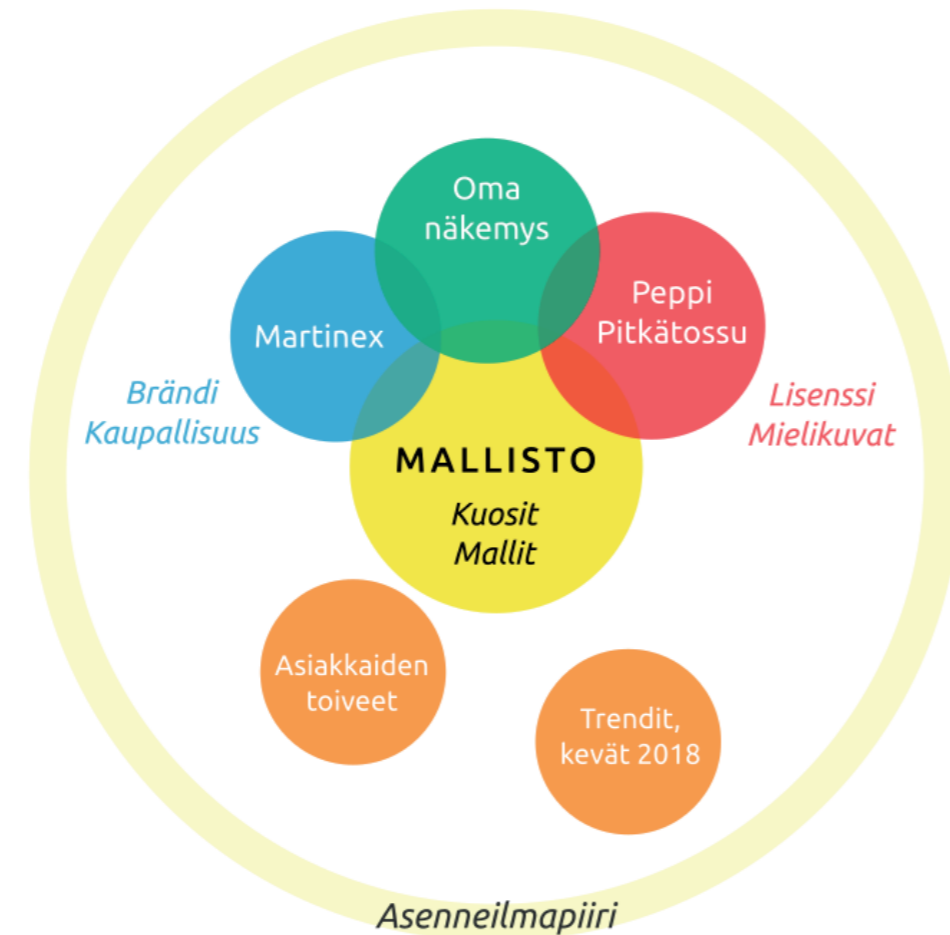 Oma
näkemys
Martinex
Peppi
Pitkätossu
Brändi
Kaupallisuus
Lisenssi
Mielikuvat
MALLISTO
Kuosit
Mallit
Asiakkaiden
toiveet
Trendit,
kevät 2018
Asenneilmapiiri